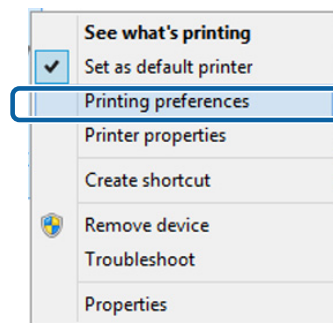 See what's printing
Set as default printer
Printing preferences
Printer properties
Create shortcut
Remove device
Troubleshoot
Properties